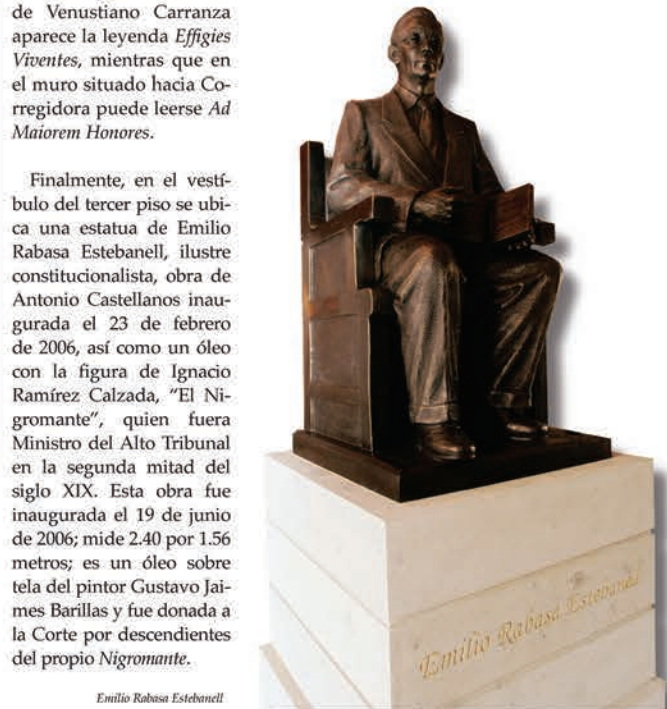 de Venustiano Carranza
aparece la leyenda Effigies
Viventes, mientras que en
el muro situado hacia Co-
rregidora puede leerse Ad
Maiorem Honores.
Finalmente, en el vestí-
bulo del tercer piso se ubi-
ca una estatua de Emilio
Rabasa Estebanell, ilustre
constitucionalista, obra de
Antonio Castellanos inau-
gurada el 23 de febrero
de 2006, así como un óleo
con la figura de Ignacio
Ramírez Calzada, “El Ni-
gromante”, quien fuera
Ministro del Alto Tribunal
en la segunda mitad del
siglo XIX. Esta obra fue
inaugurada el 19 de junio
de 2006; mide 2.40 por 1.56
metros; es un óleo sobre
tela del pintor Gustavo Jai-
mes Barillas y fue donada a
la Corte por descendientes
del propio Nigromante.
Emilio Rabasa Estebanell
Emilio Rabasa Estebanell